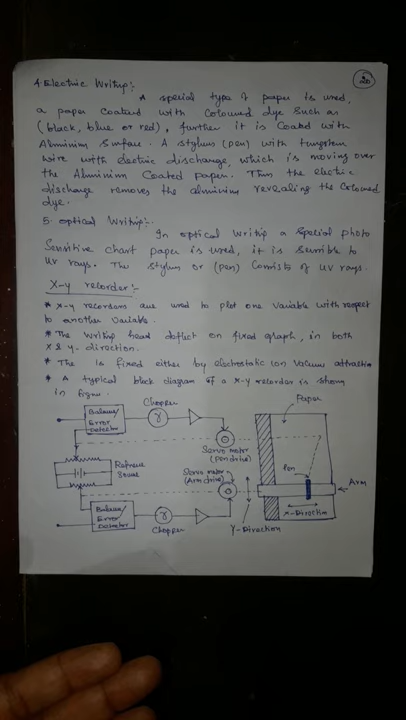 26
4. Electric Writing:-
A special type of paper is used,
a paper coated with coloured dye such as
(black, blue or red), further it is coated with
Alminium surface. A stylus (pen) with tungsten
wire with electric discharge, which is moving over
the Alminium coated paper. Thus the electric
discharge removes the alminium revealing the coloured
dye.
5. optical Writing:-
In optical writing a special photo
sensitive chart paper is used, it is sensible to
UV rays. The stylus or (pen) consists of UV rays.
X-Y recorder:-
* X-Y recorders are used to plot one variable with respect
to another variable.
* The writing head deflect on fixed graph, in both
X & Y direction.
* The is fixed either by electrostatic attraction
* A typical block diagram of a X-Y recorder is shown
in figure.
Balance/
Error
Detector
Chopper
Servo motor
(Pen drive)
Paper
Reference
Source
Servo motor
(Arm drive)
Pen
Arm
Balance/
Error
Detector
Chopper
Y-Direction
X-Direction